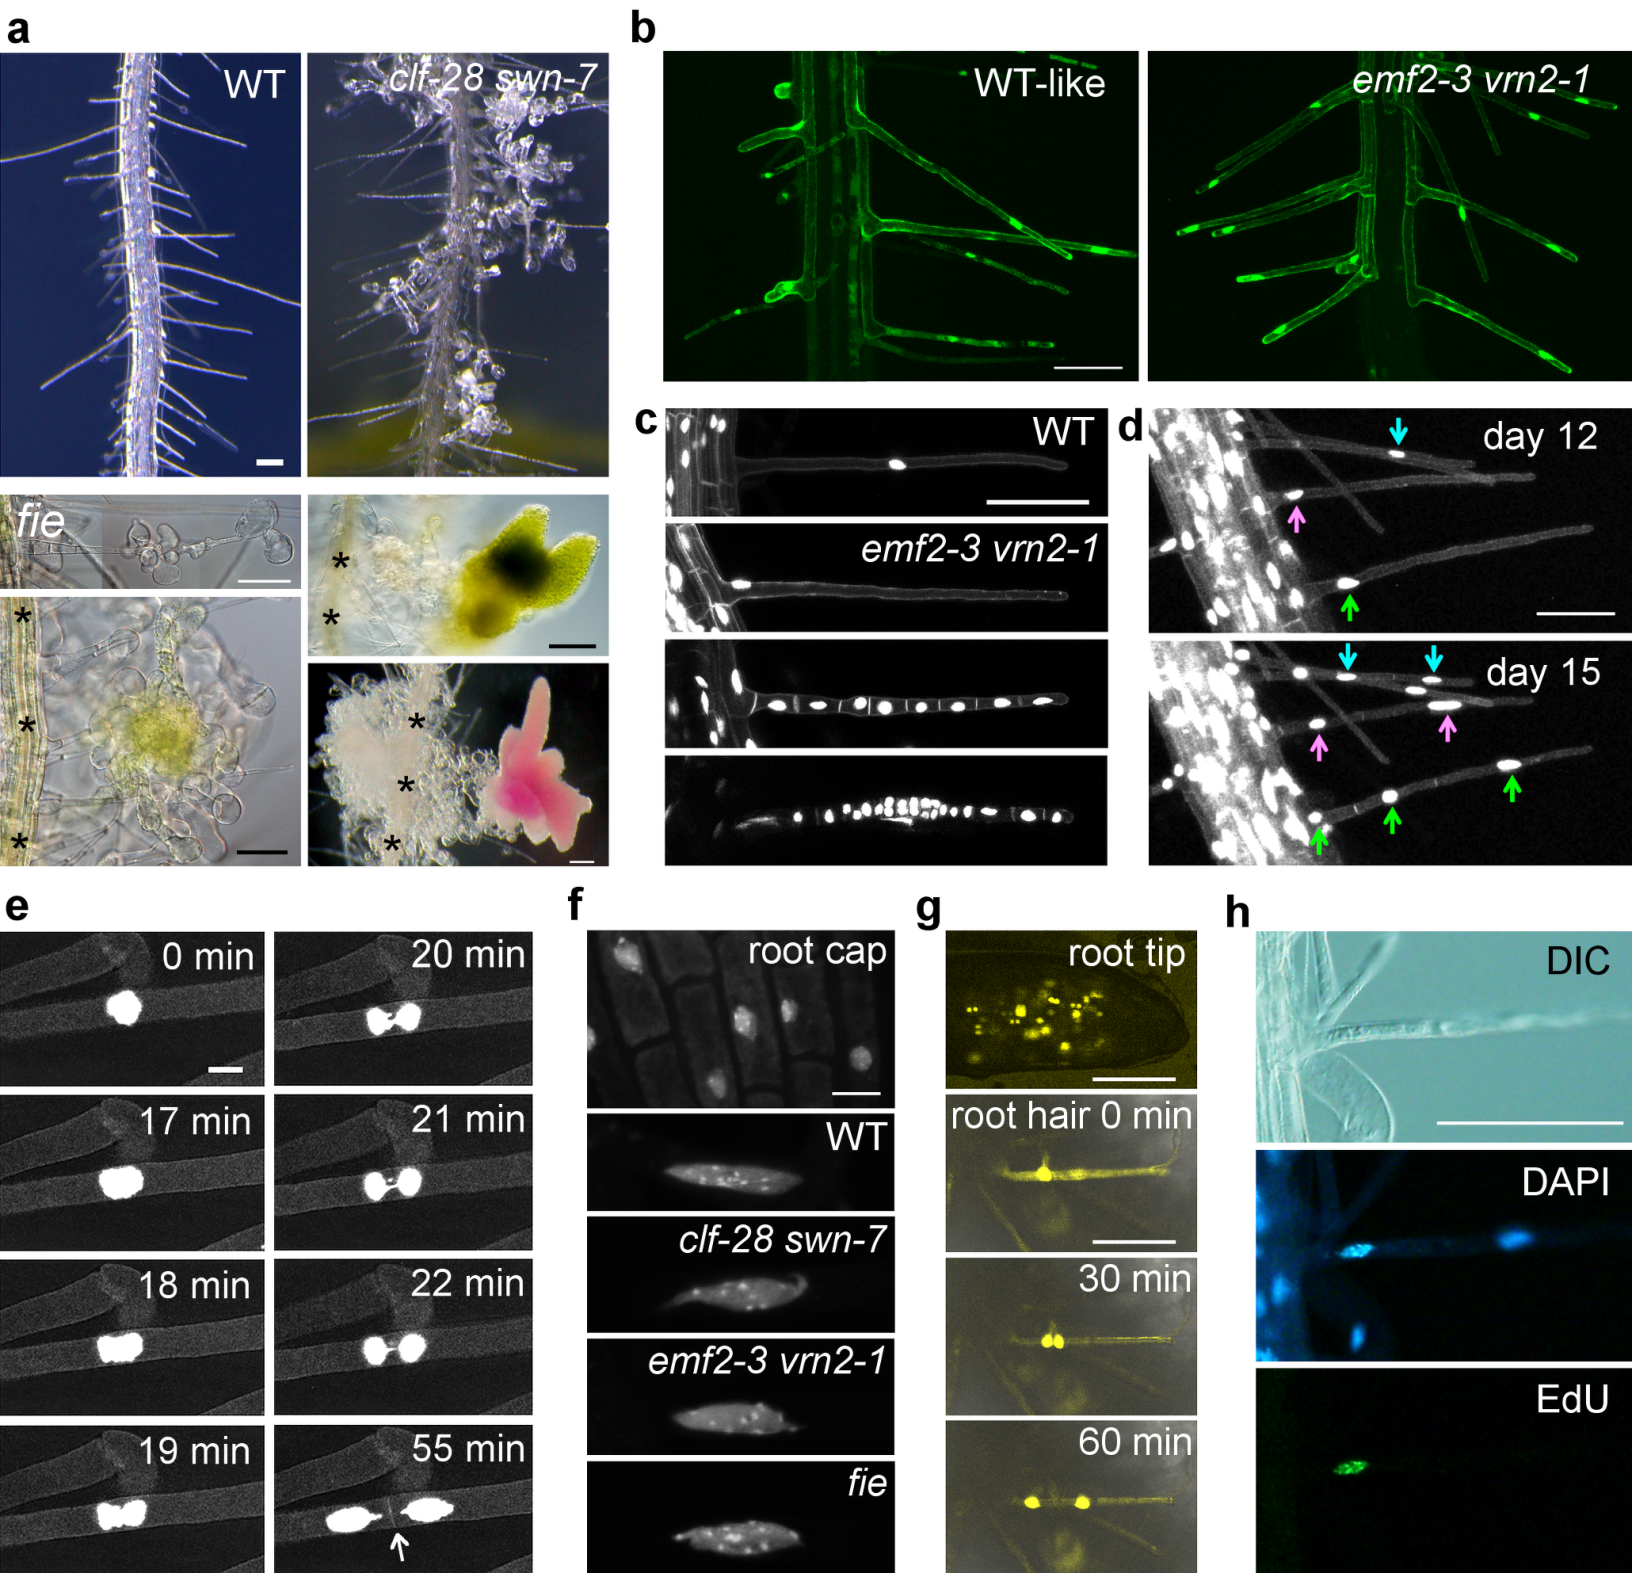 a
WT
clf-28 swn-7
fie
*
*
*
*
*
*
*
*
b
WT-like
emf2-3 vrn2-1
c
WT
emf2-3 vrn2-1
d
day 12
day 15
e
0 min
20 min
17 min
21 min
18 min
22 min
19 min
55 min
f
root cap
WT
clf-28 swn-7
emf2-3 vrn2-1
fie
g
root tip
root hair 0 min
30 min
60 min
h
DIC
DAPI
EdU